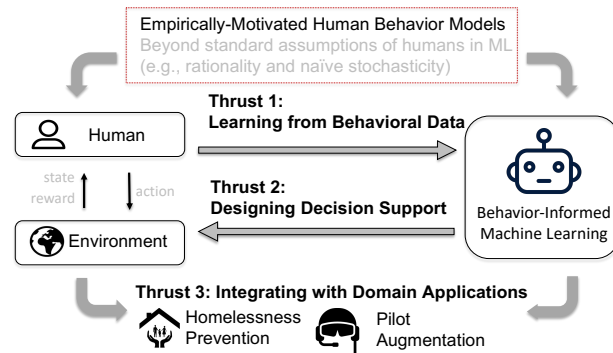 Empirically-Motivated Human Behavior Models
Beyond standard assumptions of humans in ML
(e.g., rationality and naïve stochasticity)
Thrust 1:
Learning from Behavioral Data
Human
state
reward
action
Thrust 2:
Designing Decision Support
Environment
Behavior-Informed
Machine Learning
Thrust 3: Integrating with Domain Applications
Homelessness
Prevention
Pilot
Augmentation